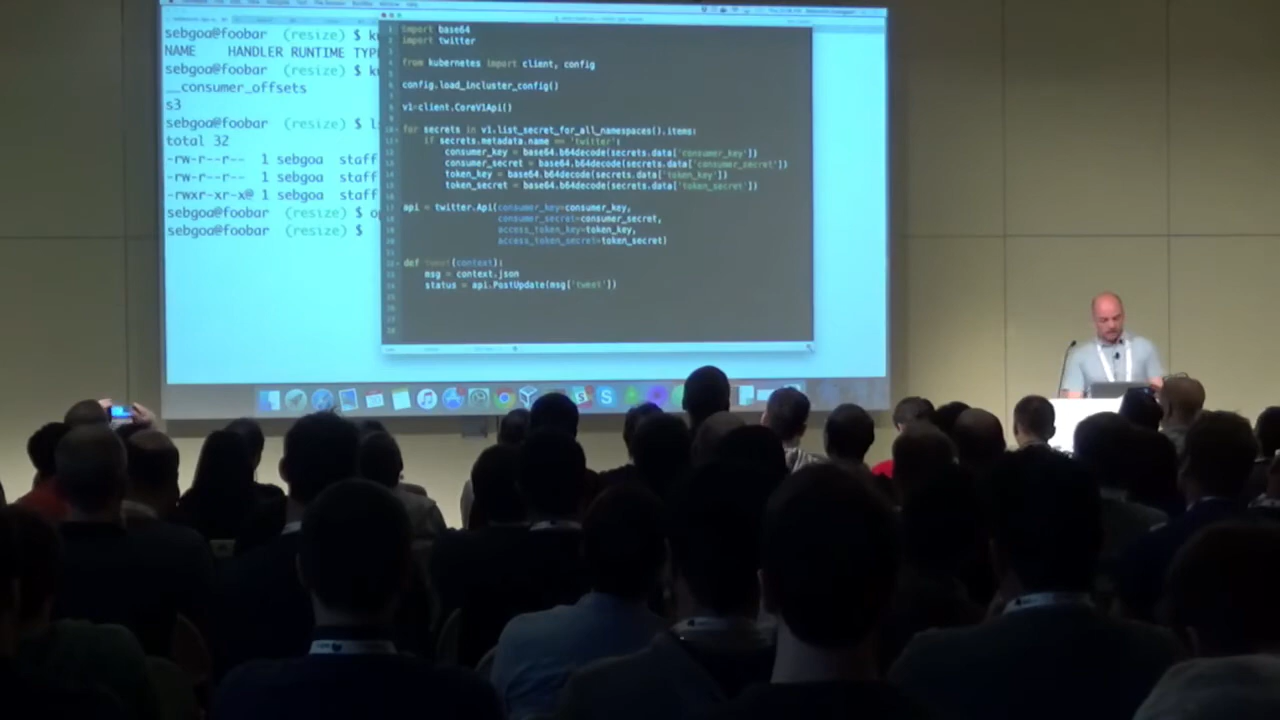 sebgoa@foobar (resize) $ k
NAME HANDLER RUNTIME TYP
sebgoa@foobar (resize) $ k
__consumer_offsets
s3
sebgoa@foobar (resize) $ l
total 32
-rw-r--r-- 1 sebgoa staff
-rw-r--r-- 1 sebgoa staff
-rwxr-xr-x@ 1 sebgoa staff
sebgoa@foobar (resize) $ o
sebgoa@foobar (resize) $
import base64
import twitter
from kubernetes import client, config
config.load_incluster_config()
v1=client.CoreV1Api()
for secrets in v1.list_secret_for_all_namespaces().items:
if secrets.metadata.name == 'twitter':
consumer_key = base64.b64decode(secrets.data['consumer_key'])
consumer_secret = base64.b64decode(secrets.data['consumer_secret'])
token_key = base64.b64decode(secrets.data['token_key'])
token_secret = base64.b64decode(secrets.data['token_secret'])
api = twitter.Api(consumer_key=consumer_key,
consumer_secret=consumer_secret,
access_token_key=token_key,
access_token_secret=token_secret)
def tweet(context):
msg = context.json
status = api.PostUpdate(msg['tweet'])